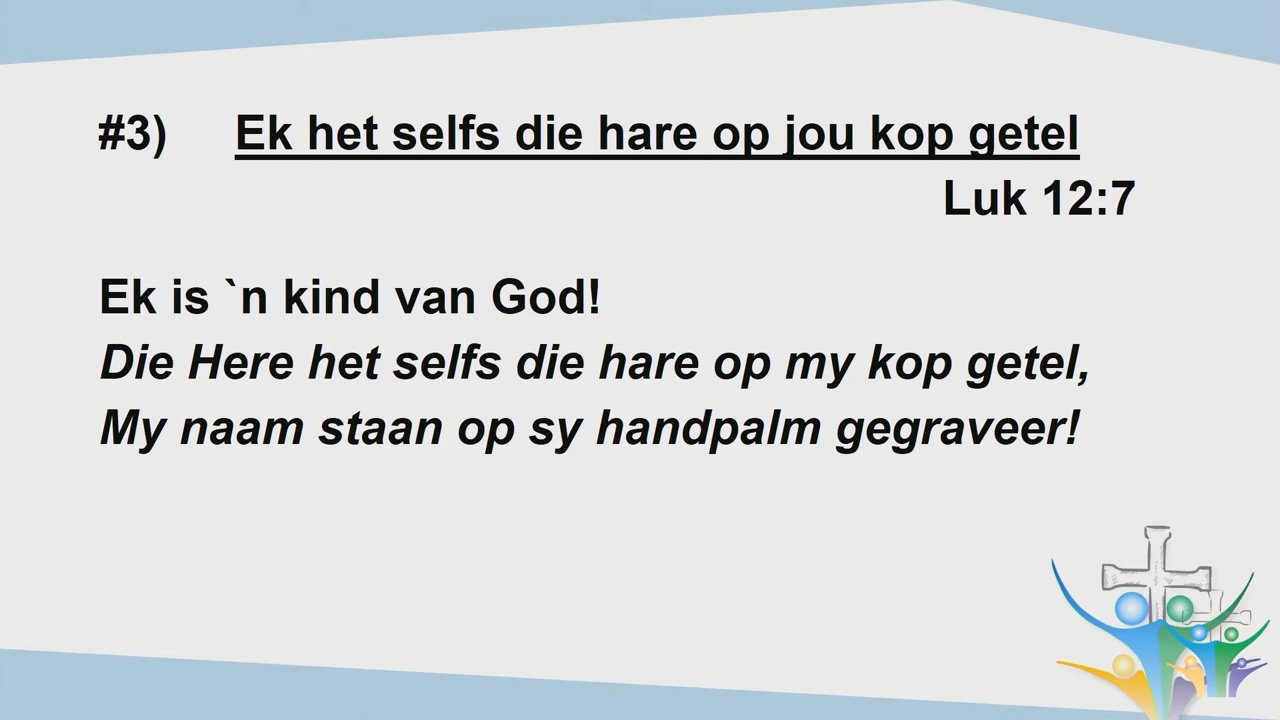 #3) Ek het selfs die hare op jou kop getel
Luk 12:7
Ek is `n kind van God!
Die Here het selfs die hare op my kop getel,
My naam staan op sy handpalm gegraveer!